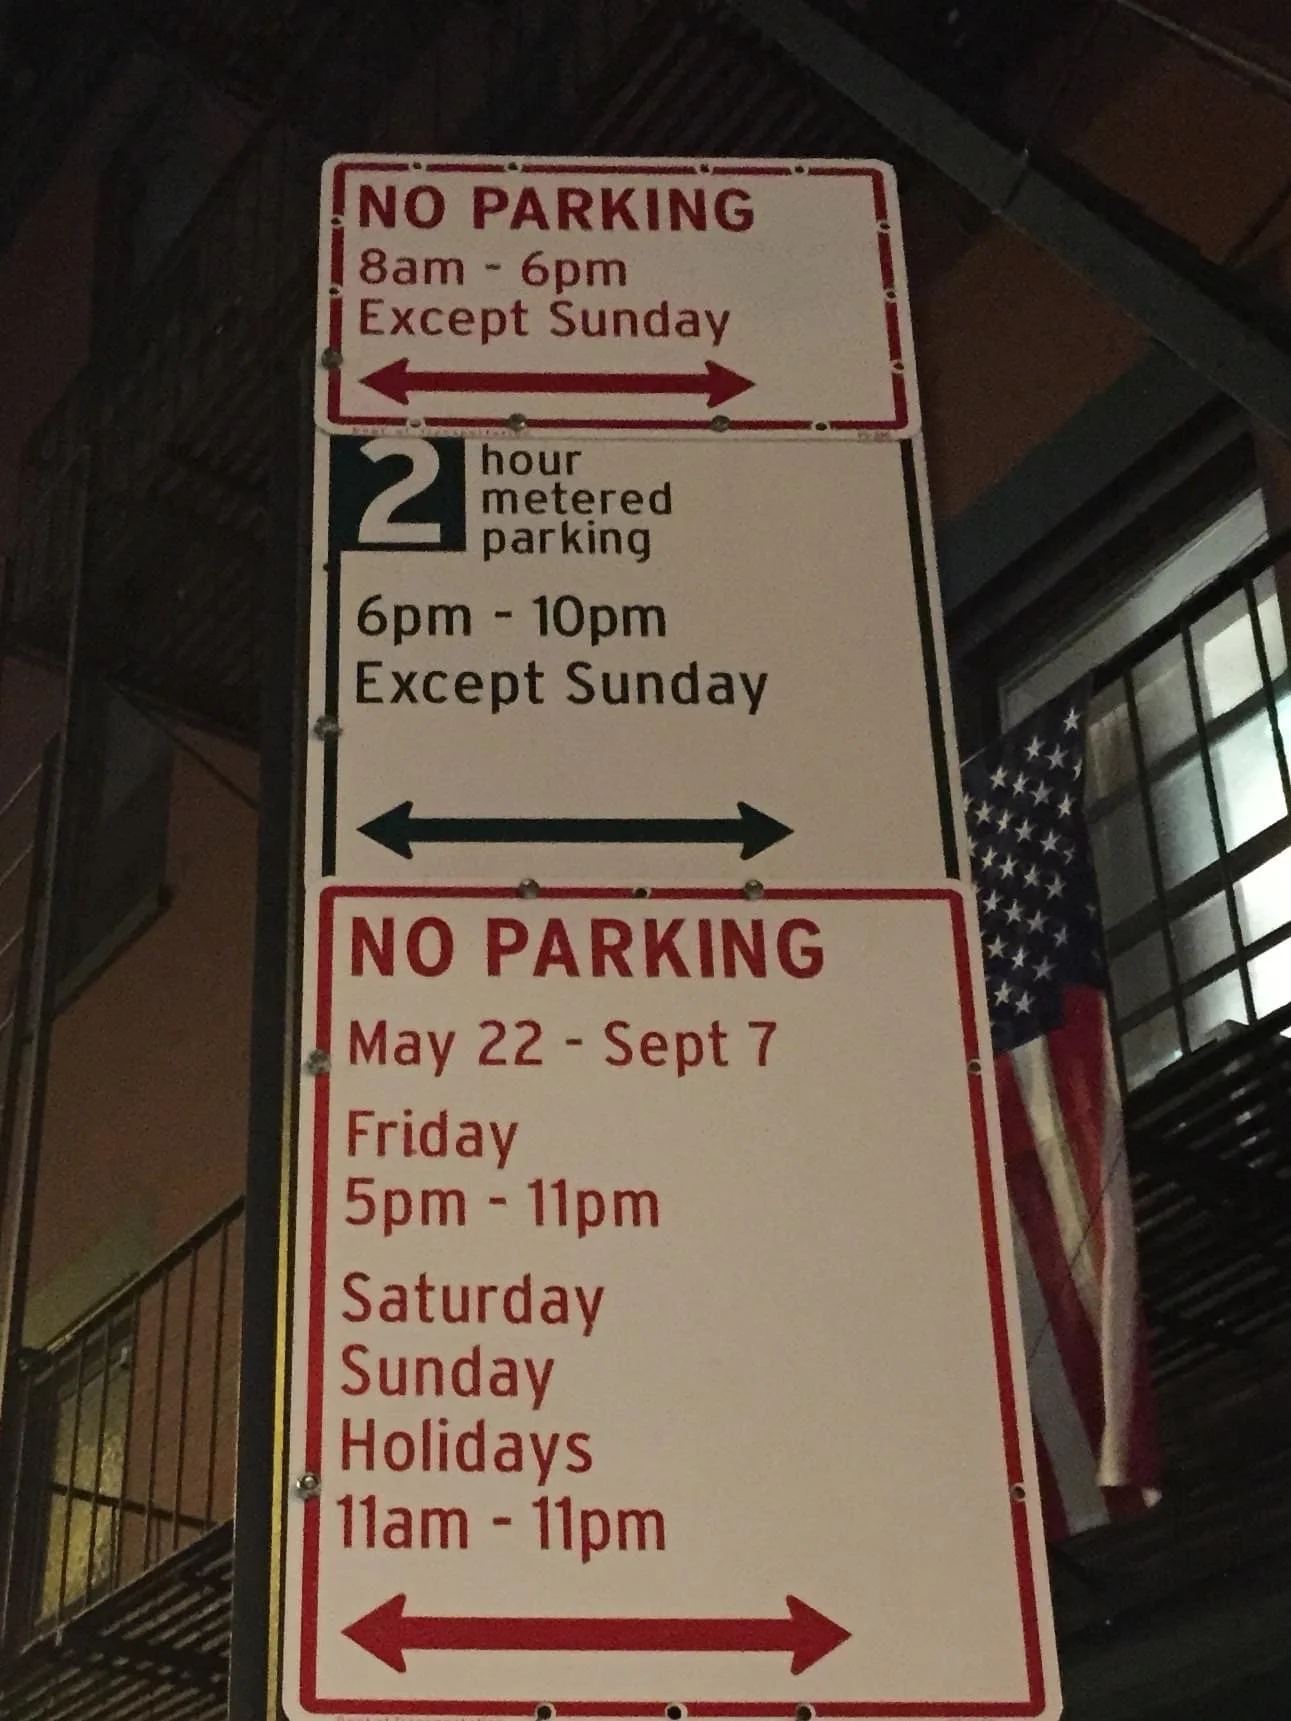 NO PARKING
8am - 6pm
Except Sunday
2 hour
metered
parking
6pm - 10pm
Except Sunday
NO PARKING
May 22 - Sept 7
Friday
5pm - 11pm
Saturday
Sunday
Holidays
11am - 11pm